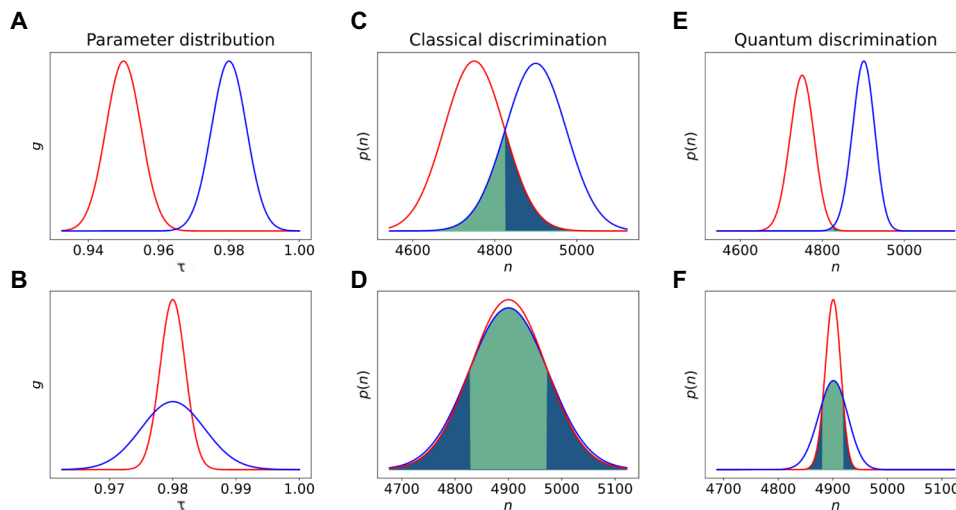 A
Parameter distribution
g
0.94 0.96 0.98 1.00
τ
C
Classical discrimination
p(n)
4600 4800 5000
n
E
Quantum discrimination
p(n)
4600 4800 5000
n
B
g
0.97 0.98 0.99 1.00
τ
D
p(n)
4700 4800 4900 5000 5100
n
F
p(n)
4700 4800 4900 5000 5100
n